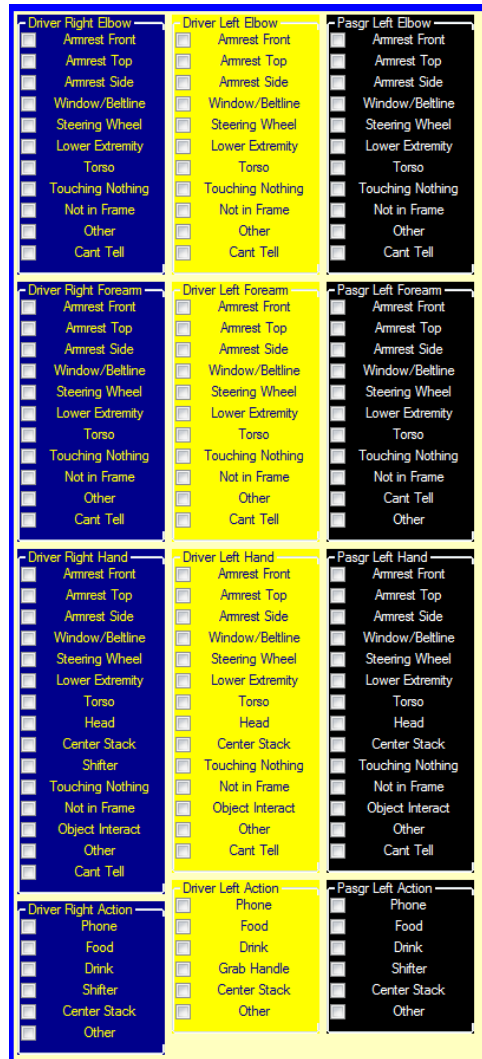 Driver Right Elbow
Armrest Front
Armrest Top
Armrest Side
Window/Beltline
Steering Wheel
Lower Extremity
Torso
Touching Nothing
Not in Frame
Other
Cant Tell
Driver Right Forearm
Armrest Front
Armrest Top
Armrest Side
Window/Beltline
Steering Wheel
Lower Extremity
Torso
Touching Nothing
Not in Frame
Other
Cant Tell
Driver Right Hand
Armrest Front
Armrest Top
Armrest Side
Window/Beltline
Steering Wheel
Lower Extremity
Torso
Head
Center Stack
Shifter
Touching Nothing
Not in Frame
Object Interact
Other
Cant Tell
Driver Right Action
Phone
Food
Drink
Shifter
Center Stack
Other
Driver Left Elbow
Armrest Front
Armrest Top
Armrest Side
Window/Beltline
Steering Wheel
Lower Extremity
Torso
Touching Nothing
Not in Frame
Other
Cant Tell
Driver Left Forearm
Armrest Front
Armrest Top
Armrest Side
Window/Beltline
Steering Wheel
Lower Extremity
Torso
Touching Nothing
Not in Frame
Other
Cant Tell
Driver Left Hand
Armrest Front
Armrest Top
Armrest Side
Window/Beltline
Steering Wheel
Lower Extremity
Torso
Head
Center Stack
Touching Nothing
Not in Frame
Object Interact
Other
Cant Tell
Driver Left Action
Phone
Food
Drink
Grab Handle
Center Stack
Other
Pasgr Left Elbow
Armrest Front
Armrest Top
Armrest Side
Window/Beltline
Steering Wheel
Lower Extremity
Torso
Touching Nothing
Not in Frame
Other
Cant Tell
Pasgr Left Forearm
Armrest Front
Armrest Top
Armrest Side
Window/Beltline
Steering Wheel
Lower Extremity
Torso
Touching Nothing
Not in Frame
Cant Tell
Other
Pasgr Left Hand
Armrest Front
Armrest Top
Armrest Side
Window/Beltline
Steering Wheel
Lower Extremity
Torso
Head
Center Stack
Touching Nothing
Not in Frame
Object Interact
Other
Cant Tell
Pasgr Left Action
Phone
Food
Drink
Shifter
Center Stack
Other